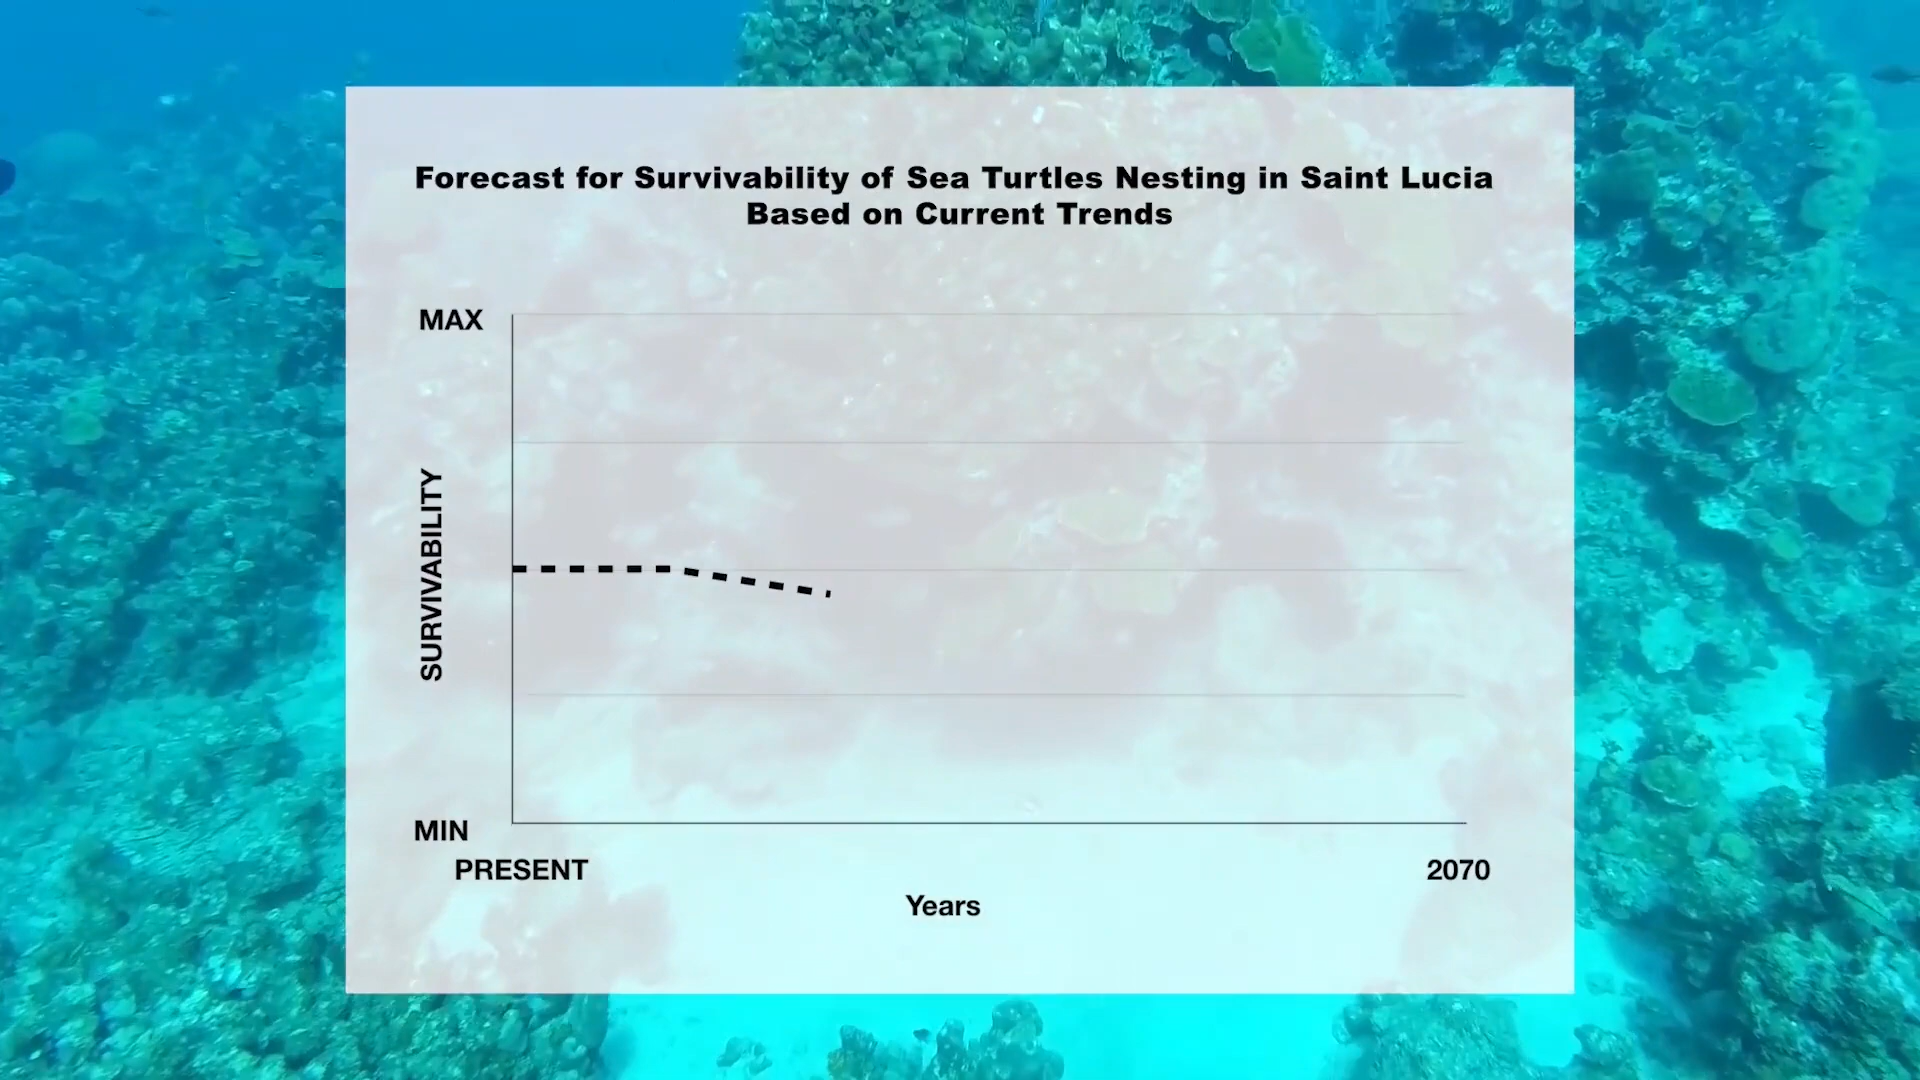 Forecast for Survivability of Sea Turtles Nesting in Saint Lucia
Based on Current Trends
MAX
SURVIVABILITY
MIN
PRESENT
2070
Years